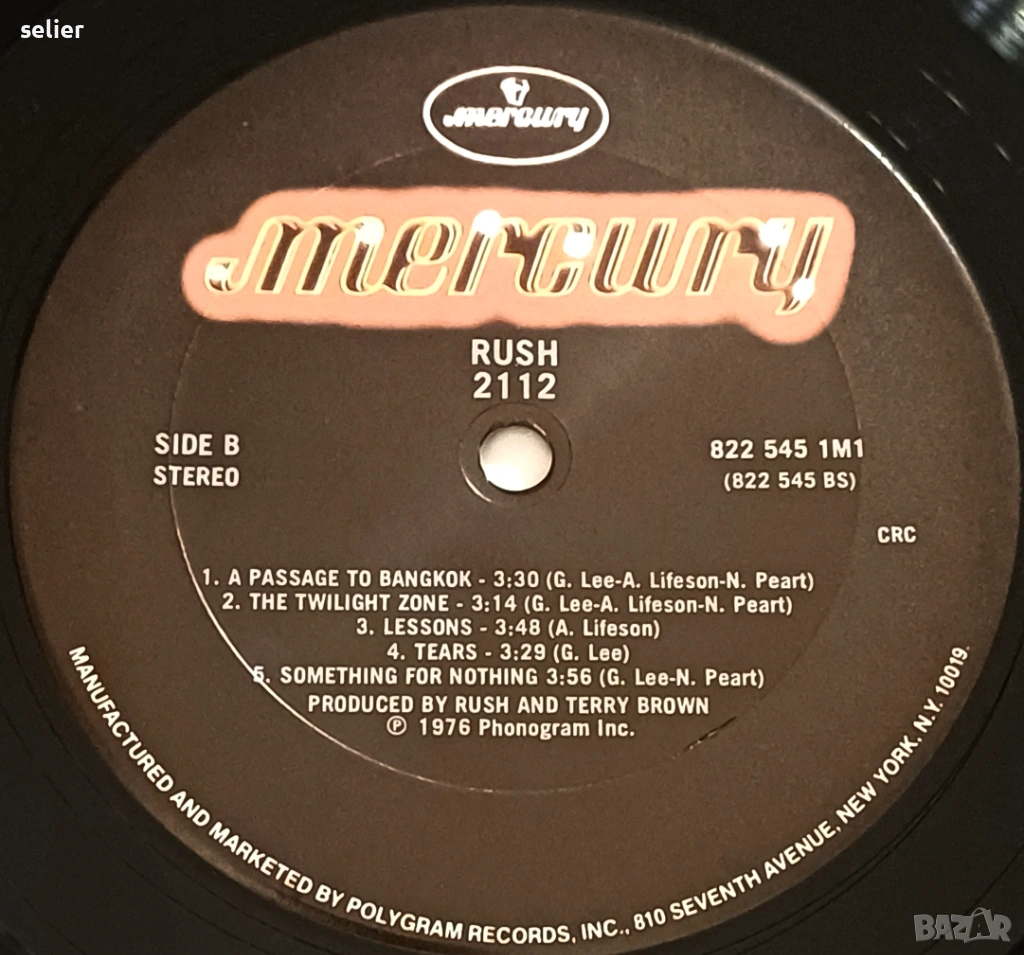 selier
mercury
mercury
RUSH
2112
SIDE B
STEREO
822 545 1M1
(822 545 BS)
CRC
1. A PASSAGE TO BANGKOK - 3:30 (G. Lee-A. Lifeson-N. Peart)
2. THE TWILIGHT ZONE - 3:14 (G. Lee-A. Lifeson-N. Peart)
3. LESSONS - 3:48 (A. Lifeson)
4. TEARS - 3:29 (G. Lee)
5. SOMETHING FOR NOTHING 3:56 (G. Lee-N. Peart)
PRODUCED BY RUSH AND TERRY BROWN
℗ 1976 Phonogram Inc.
MANUFACTURED AND MARKETED BY POLYGRAM RECORDS, INC., 810 SEVENTH AVENUE, NEW YORK. N.Y. 10019.
BAZAR